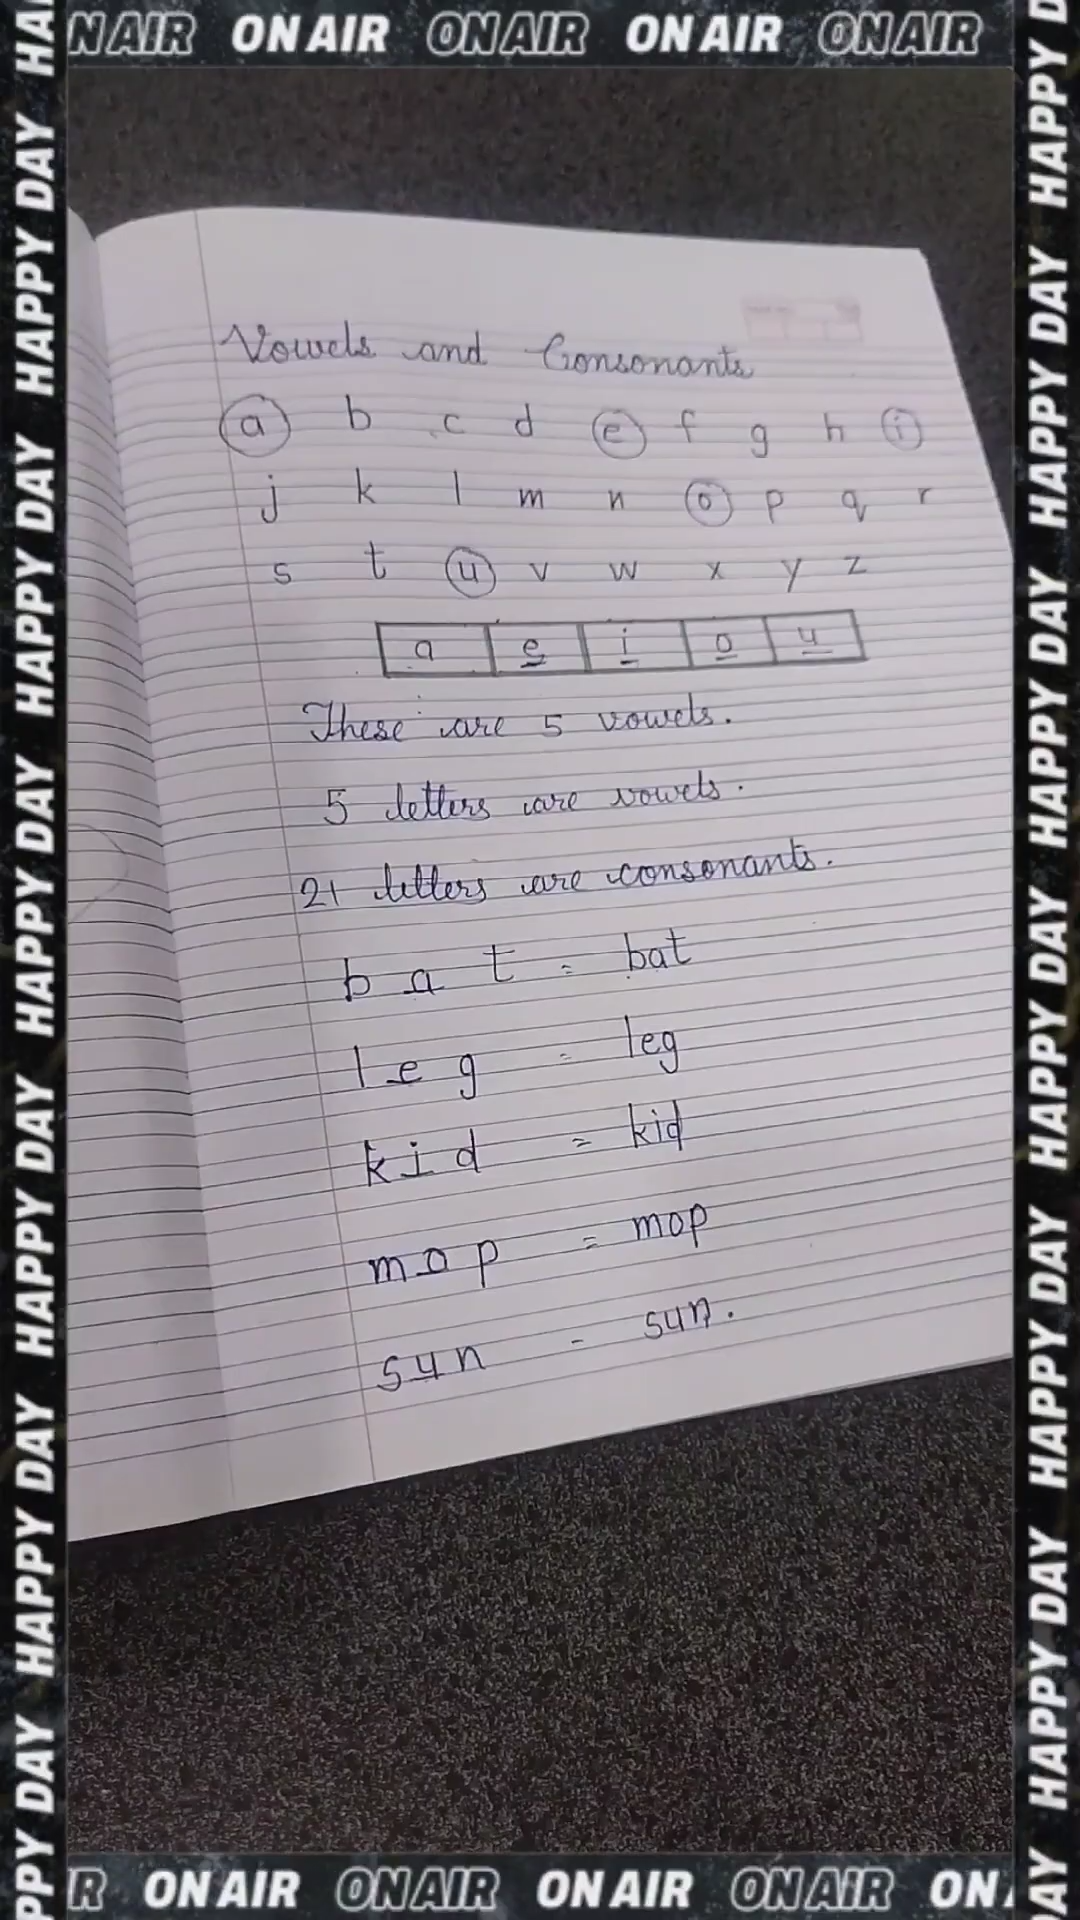 N AIR ON AIR ON AIR ON AIR ON AIR
HAPPY DAY HAPPY DAY HAPPY DAY HAPPY DAY HAPPY DAY
Vowels and Consonants
a b c d e f g h i
j k l m n o p q r
s t u v w x y z
a e i o u
These are 5 vowels.
5 letters are vowels.
21 letters are consonants.
b a t = bat
l e g = leg
k i d = kid
m o p = mop
s u n = sun.
HAPPY DAY HAPPY DAY HAPPY DAY HAPPY DAY HAPPY DAY
R ON AIR ON AIR ON AIR ON AIR ON